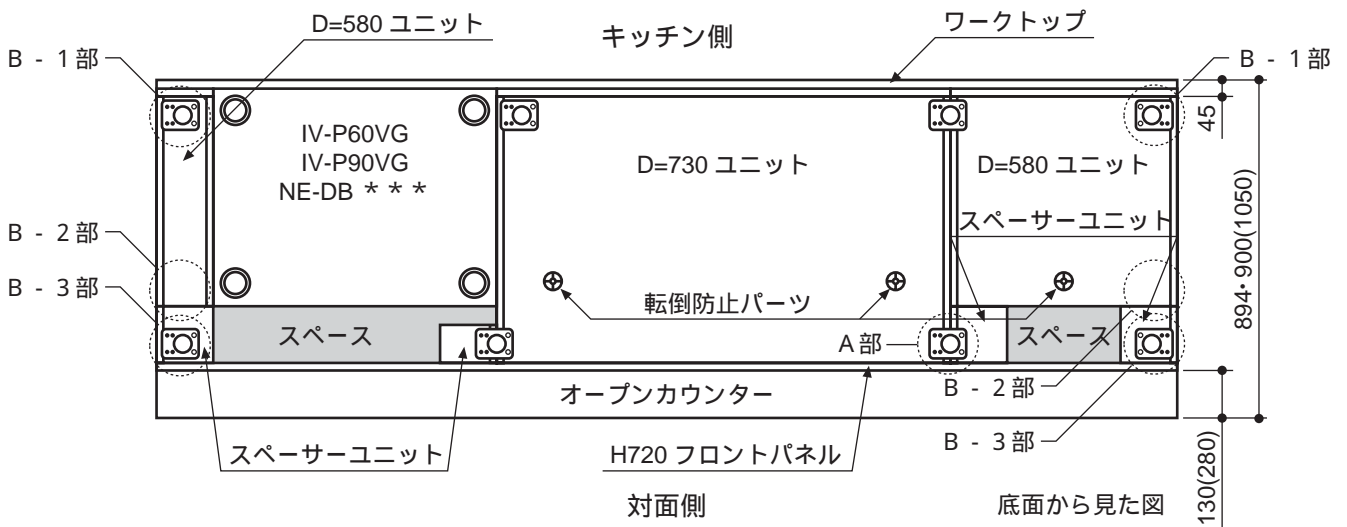 D=580 ユニット
キッチン側
ワークトップ
B - 1部
B - 1部
45
IV-P60VG
IV-P90VG
NE-DB ＊＊＊
D=730 ユニット
D=580 ユニット
894・900(1050)
スペーサーユニット
B - 2部
B - 3部
転倒防止パーツ
スペース
A部
スペース
B - 2部
オープンカウンター
B - 3部
スペーサーユニット
H720 フロントパネル
130(280)
対面側
底面から見た図